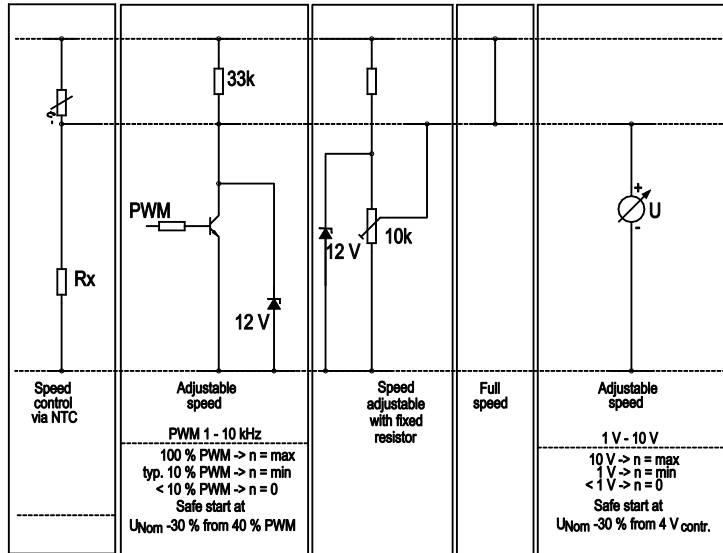 33k
-ϑ
PWM
U
+
-
12 V
10k
Rx
12 V
Speed
control
via NTC
Adjustable
speed
PWM 1 - 10 kHz
100 % PWM -> n = max
typ. 10 % PWM -> n = min
< 10 % PWM -> n = 0
Safe start at
UNom -30 % from 40 % PWM
Speed
adjustable
with fixed
resistor
Full
speed
Adjustable
speed
1 V - 10 V
10 V -> n = max
1 V -> n = min
< 1 V -> n = 0
Safe start at
UNom -30 % from 4 V contr.